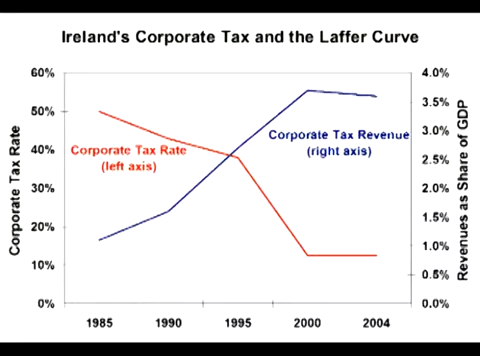 Ireland's Corporate Tax and the Laffer Curve
60%
50%
40%
30%
20%
10%
0%
Corporate Tax Rate
Corporate Tax Rate
(left axis)
Corporate Tax Revenue
(right axis)
4.0%
3.5%
3.0%
2.5%
2.0%
1.5%
1.0%
0.5%
0.0%
Revenues as Share of GDP
1985 1990 1995 2000 2004